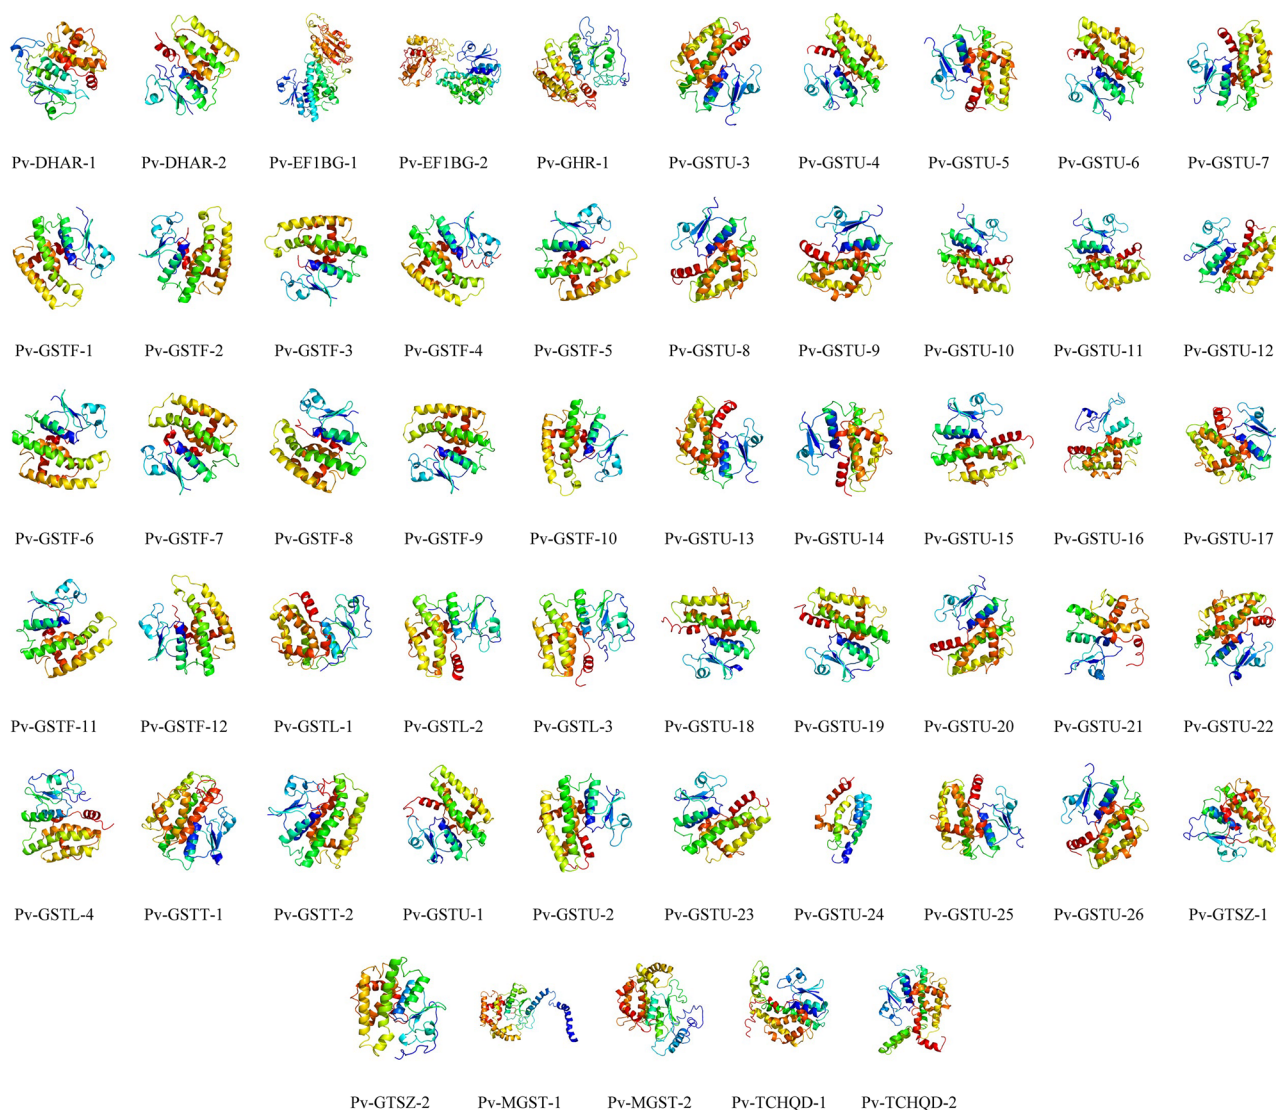 Pv-DHAR-1 Pv-DHAR-2 Pv-EF1BG-1 Pv-EF1BG-2 Pv-GHR-1 Pv-GSTU-3 Pv-GSTU-4 Pv-GSTU-5 Pv-GSTU-6 Pv-GSTU-7
Pv-GSTF-1 Pv-GSTF-2 Pv-GSTF-3 Pv-GSTF-4 Pv-GSTF-5 Pv-GSTU-8 Pv-GSTU-9 Pv-GSTU-10 Pv-GSTU-11 Pv-GSTU-12
Pv-GSTF-6 Pv-GSTF-7 Pv-GSTF-8 Pv-GSTF-9 Pv-GSTF-10 Pv-GSTU-13 Pv-GSTU-14 Pv-GSTU-15 Pv-GSTU-16 Pv-GSTU-17
Pv-GSTF-11 Pv-GSTF-12 Pv-GSTL-1 Pv-GSTL-2 Pv-GSTL-3 Pv-GSTU-18 Pv-GSTU-19 Pv-GSTU-20 Pv-GSTU-21 Pv-GSTU-22
Pv-GSTL-4 Pv-GSTT-1 Pv-GSTT-2 Pv-GSTU-1 Pv-GSTU-2 Pv-GSTU-23 Pv-GSTU-24 Pv-GSTU-25 Pv-GSTU-26 Pv-GTSZ-1
Pv-GTSZ-2 Pv-MGST-1 Pv-MGST-2 Pv-TCHQD-1 Pv-TCHQD-2